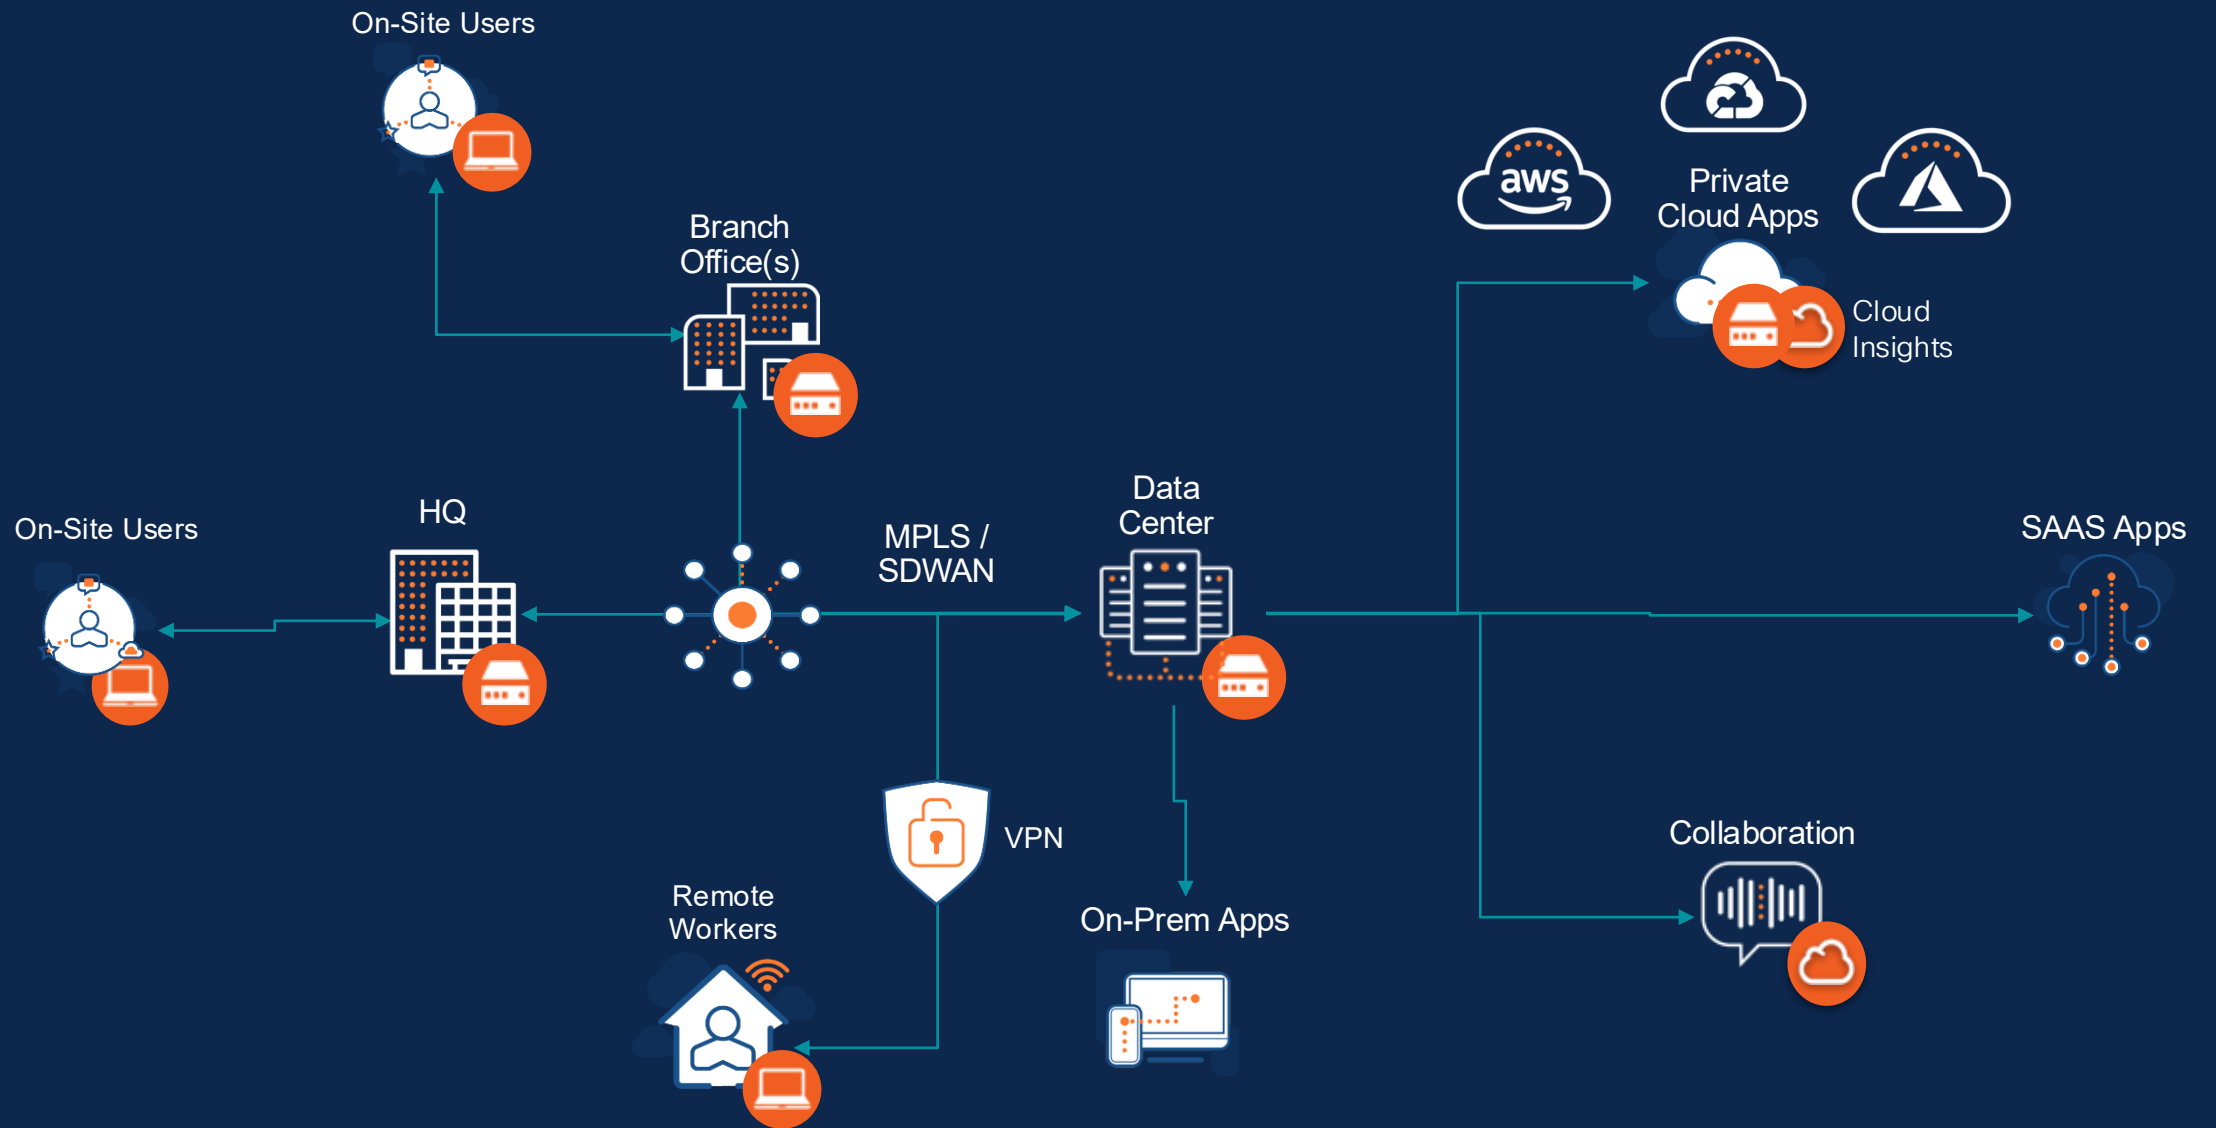 On-Site Users
Branch
Office(s)
aws
Private
Cloud Apps
Cloud
Insights
On-Site Users
HQ
MPLS /
SDWAN
Data
Center
SAAS Apps
VPN
Remote
Workers
On-Prem Apps
Collaboration